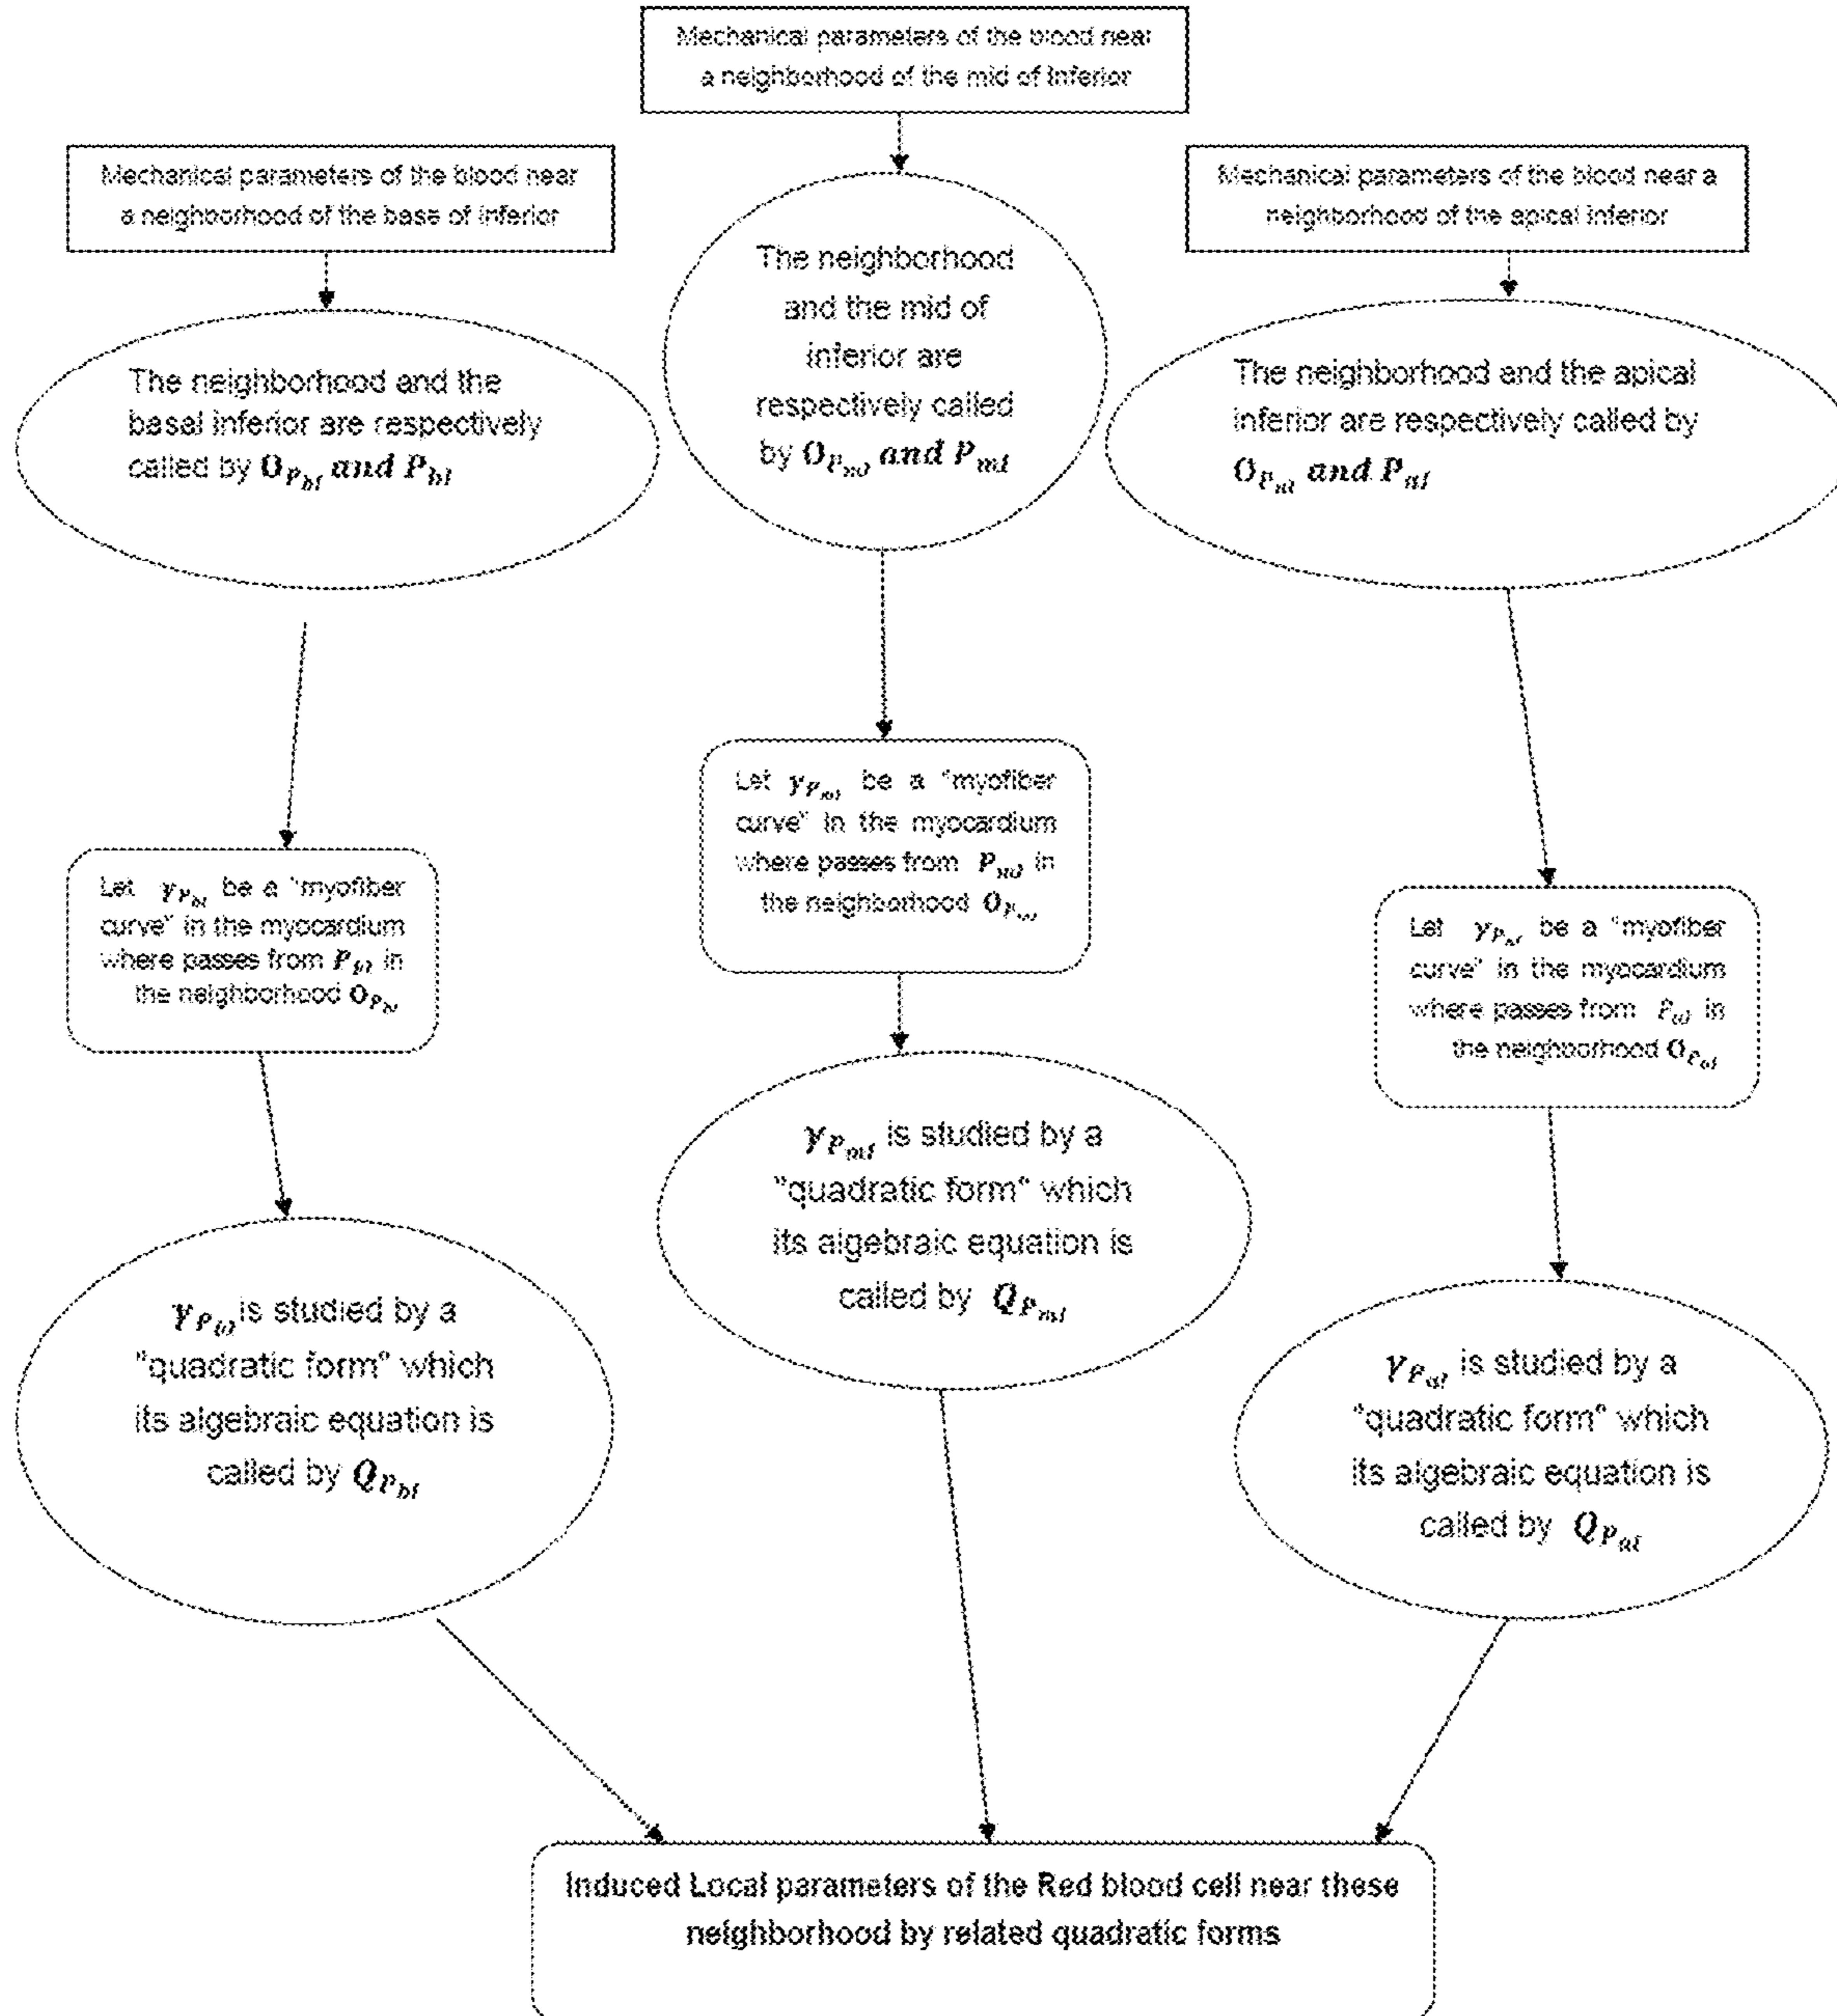 Mechanical parameters of the blood near
a neighborhood of the mid of Inferior
Mechanical parameters of the blood near
a neighborhood of the base of inferior
Mechanical parameters of the blood near a
neighborhood of the apical inferior
The neighborhood and the
basal inferior are respectively
called by O_{P_{bI}} and P_{bI}
The neighborhood
and the mid of
inferior are
respectively called
by O_{P_{mI}} and P_{mI}
The neighborhood and the apical
inferior are respectively called by
O_{P_{aI}} and P_{aI}
Let γ_{P_{bI}} be a "myofiber
curve" in the myocardium
where passes from P_{bI} in
the neighborhood O_{P_{bI}}
Let γ_{P_{mI}} be a "myofiber
curve" in the myocardium
where passes from P_{mI} in
the neighborhood O_{P_{mI}}
Let γ_{P_{aI}} be a "myofiber
curve" in the myocardium
where passes from P_{aI} in
the neighborhood O_{P_{aI}}
γ_{P_{bI}} is studied by a
"quadratic form" which
its algebraic equation is
called by Q_{P_{bI}}
γ_{P_{mI}} is studied by a
"quadratic form" which
its algebraic equation is
called by Q_{P_{mI}}
γ_{P_{aI}} is studied by a
"quadratic form" which
its algebraic equation is
called by Q_{P_{aI}}
Induced Local parameters of the Red blood cell near these
neighborhood by related quadratic forms